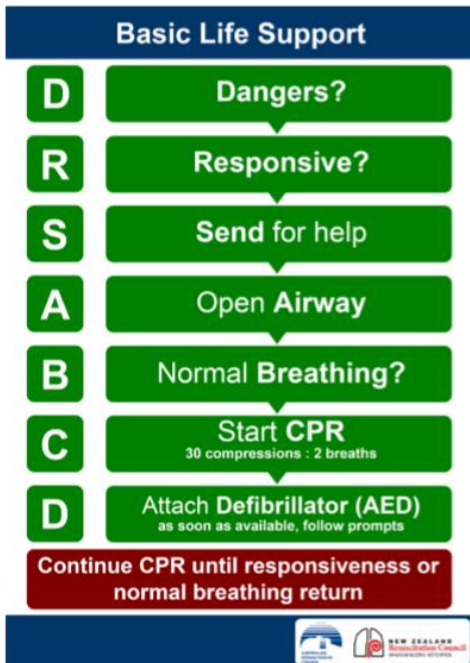 Basic Life Support
D Dangers?
R Responsive?
S Send for help
A Open Airway
B Normal Breathing?
C Start CPR
30 compressions : 2 breaths
D Attach Defibrillator (AED)
as soon as available, follow prompts
Continue CPR until responsiveness or
normal breathing return
NEW ZEALAND
Resuscitation Council